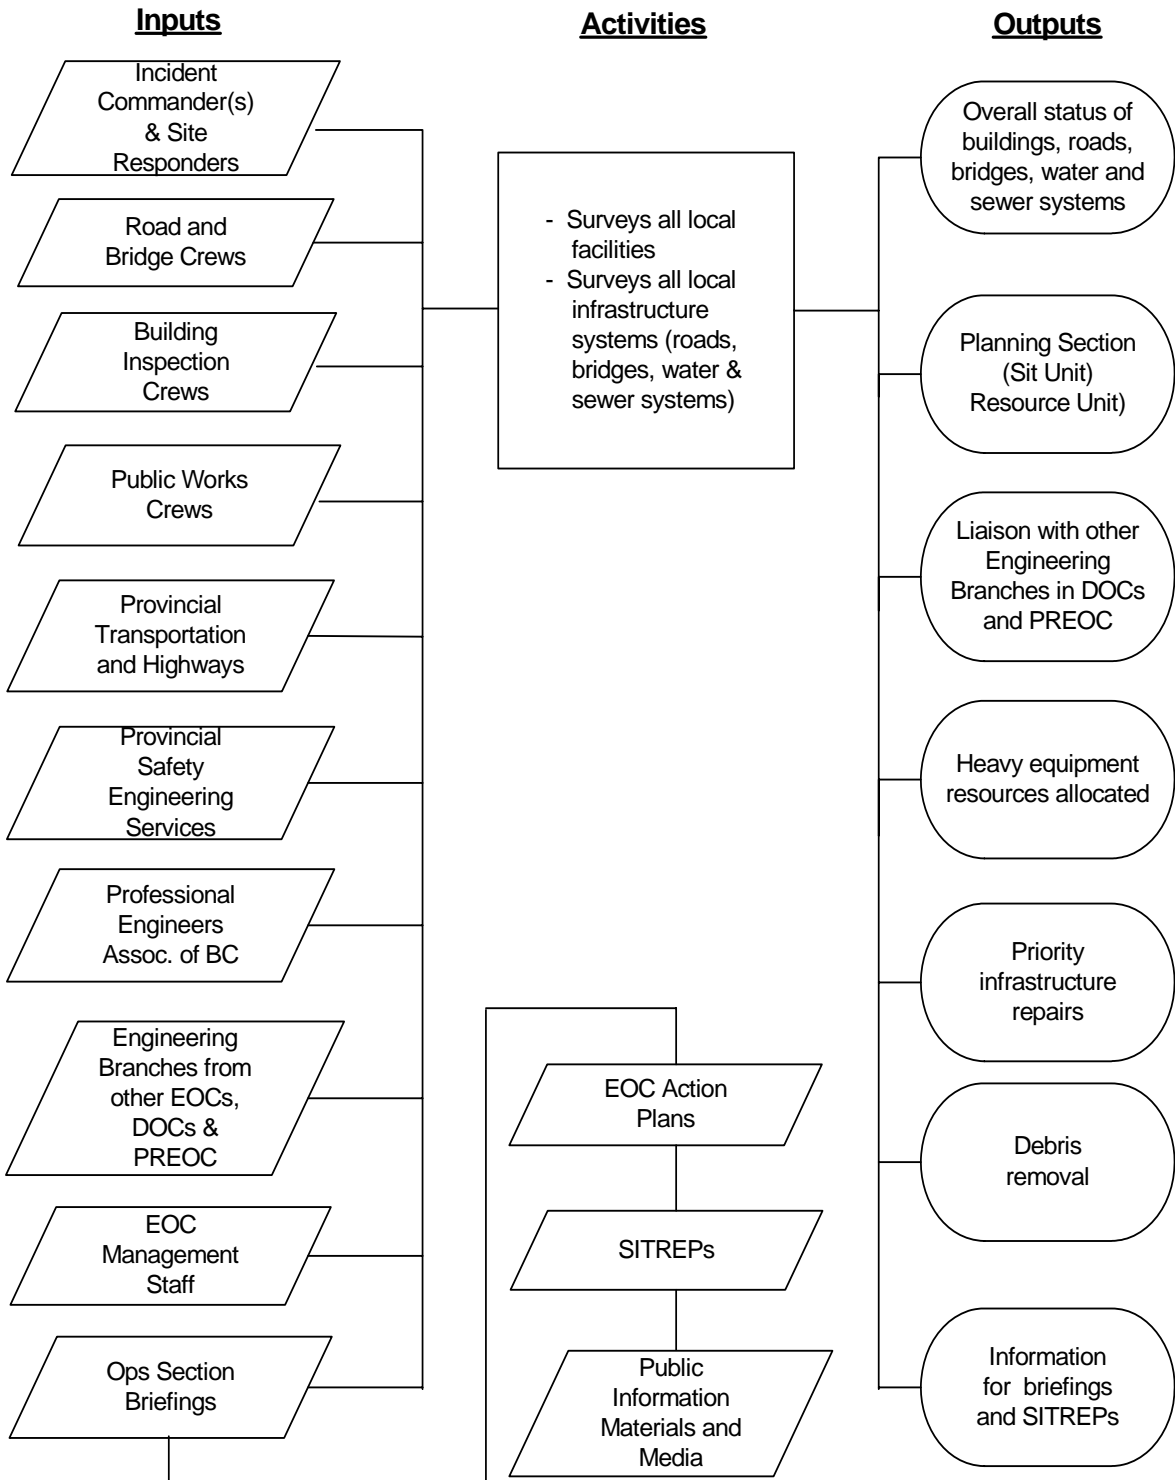 Inputs
Activities
Outputs
Incident
Commander(s)
& Site
Responders
Road and
Bridge Crews
Building
Inspection
Crews
Public Works
Crews
Provincial
Transportation
and Highways
Provincial
Safety
Engineering
Services
Professional
Engineers
Assoc. of BC
Engineering
Branches from
other EOCs,
DOCs &
PREOC
EOC
Management
Staff
Ops Section
Briefings
- Surveys all local
facilities
- Surveys all local
infrastructure
systems (roads,
bridges, water &
sewer systems)
EOC Action
Plans
SITREPs
Public
Information
Materials and
Media
Overall status of
buildings, roads,
bridges, water and
sewer systems
Planning Section
(Sit Unit)
Resource Unit)
Liaison with other
Engineering
Branches in DOCs
and PREOC
Heavy equipment
resources allocated
Priority
infrastructure
repairs
Debris
removal
Information
for briefings
and SITREPs